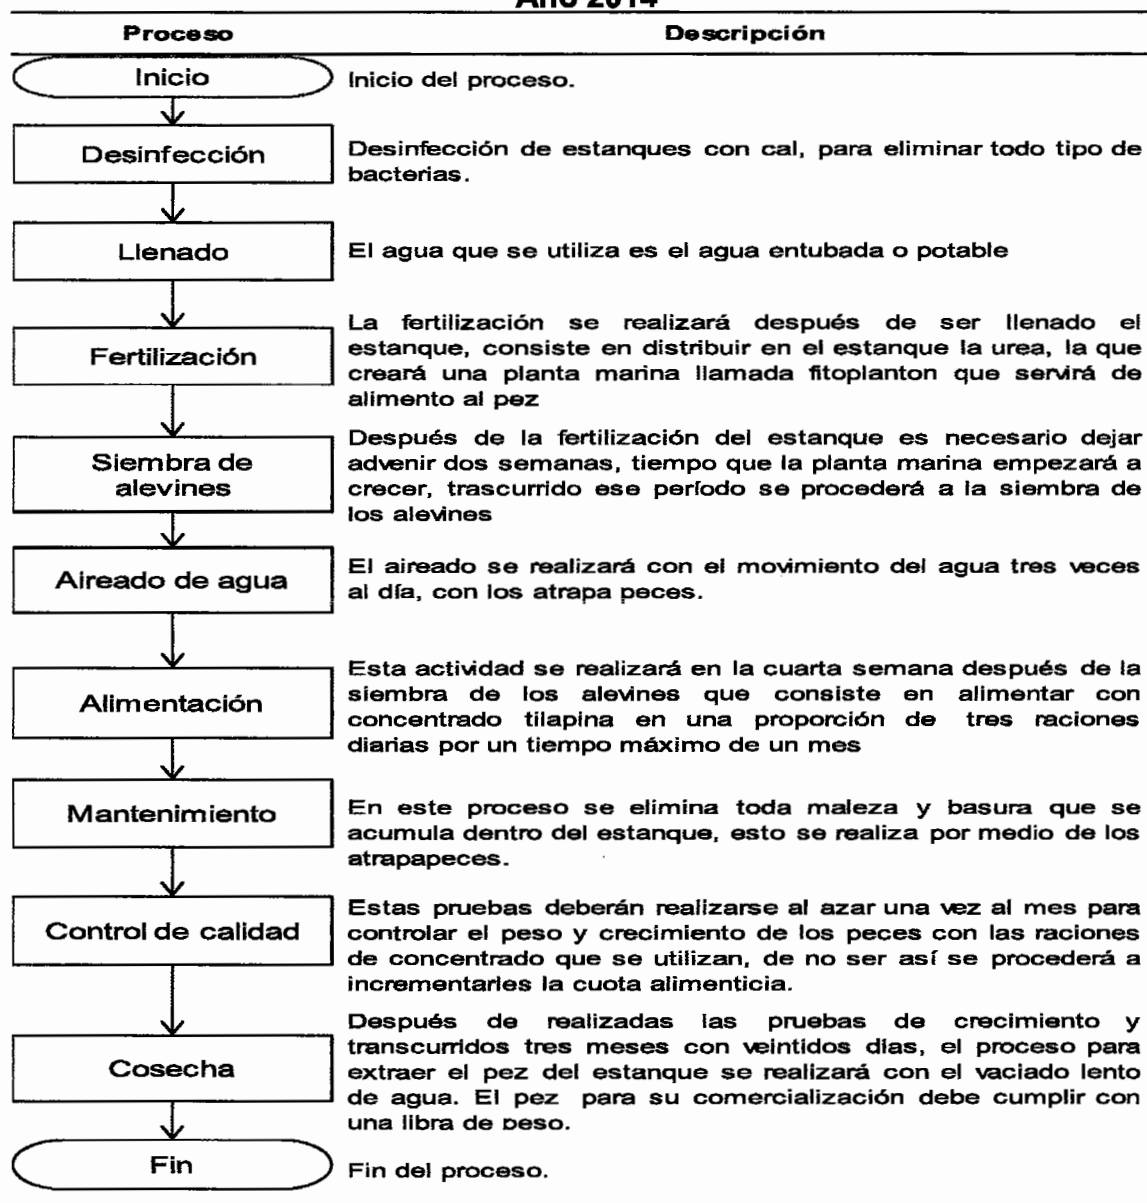 Año 2014
Proceso Descripción
Inicio
Inicio del proceso.
Desinfección
Desinfección de estanques con cal, para eliminar todo tipo de
bacterias.
Llenado
El agua que se utiliza es el agua entubada o potable
Fertilización
La fertilización se realizará después de ser llenado el
estanque, consiste en distribuir en el estanque la urea, la que
creará una planta marina llamada fitoplanton que servirá de
alimento al pez
Siembra de
alevines
Después de la fertilización del estanque es necesario dejar
advenir dos semanas, tiempo que la planta marina empezará a
crecer, trascurrido ese período se procederá a la siembra de
los alevines
Aireado de agua
El aireado se realizará con el movimiento del agua tres veces
al día, con los atrapa peces.
Alimentación
Esta actividad se realizará en la cuarta semana después de la
siembra de los alevines que consiste en alimentar con
concentrado tilapina en una proporción de tres raciones
diarias por un tiempo máximo de un mes
Mantenimiento
En este proceso se elimina toda maleza y basura que se
acumula dentro del estanque, esto se realiza por medio de los
atrapapeces.
Control de calidad
Estas pruebas deberán realizarse al azar una vez al mes para
controlar el peso y crecimiento de los peces con las raciones
de concentrado que se utilizan, de no ser así se procederá a
incrementarles la cuota alimenticia.
Cosecha
Después de realizadas las pruebas de crecimiento y
transcurridos tres meses con veintidos días, el proceso para
extraer el pez del estanque se realizará con el vaciado lento
de agua. El pez para su comercialización debe cumplir con
una libra de peso.
Fin
Fin del proceso.